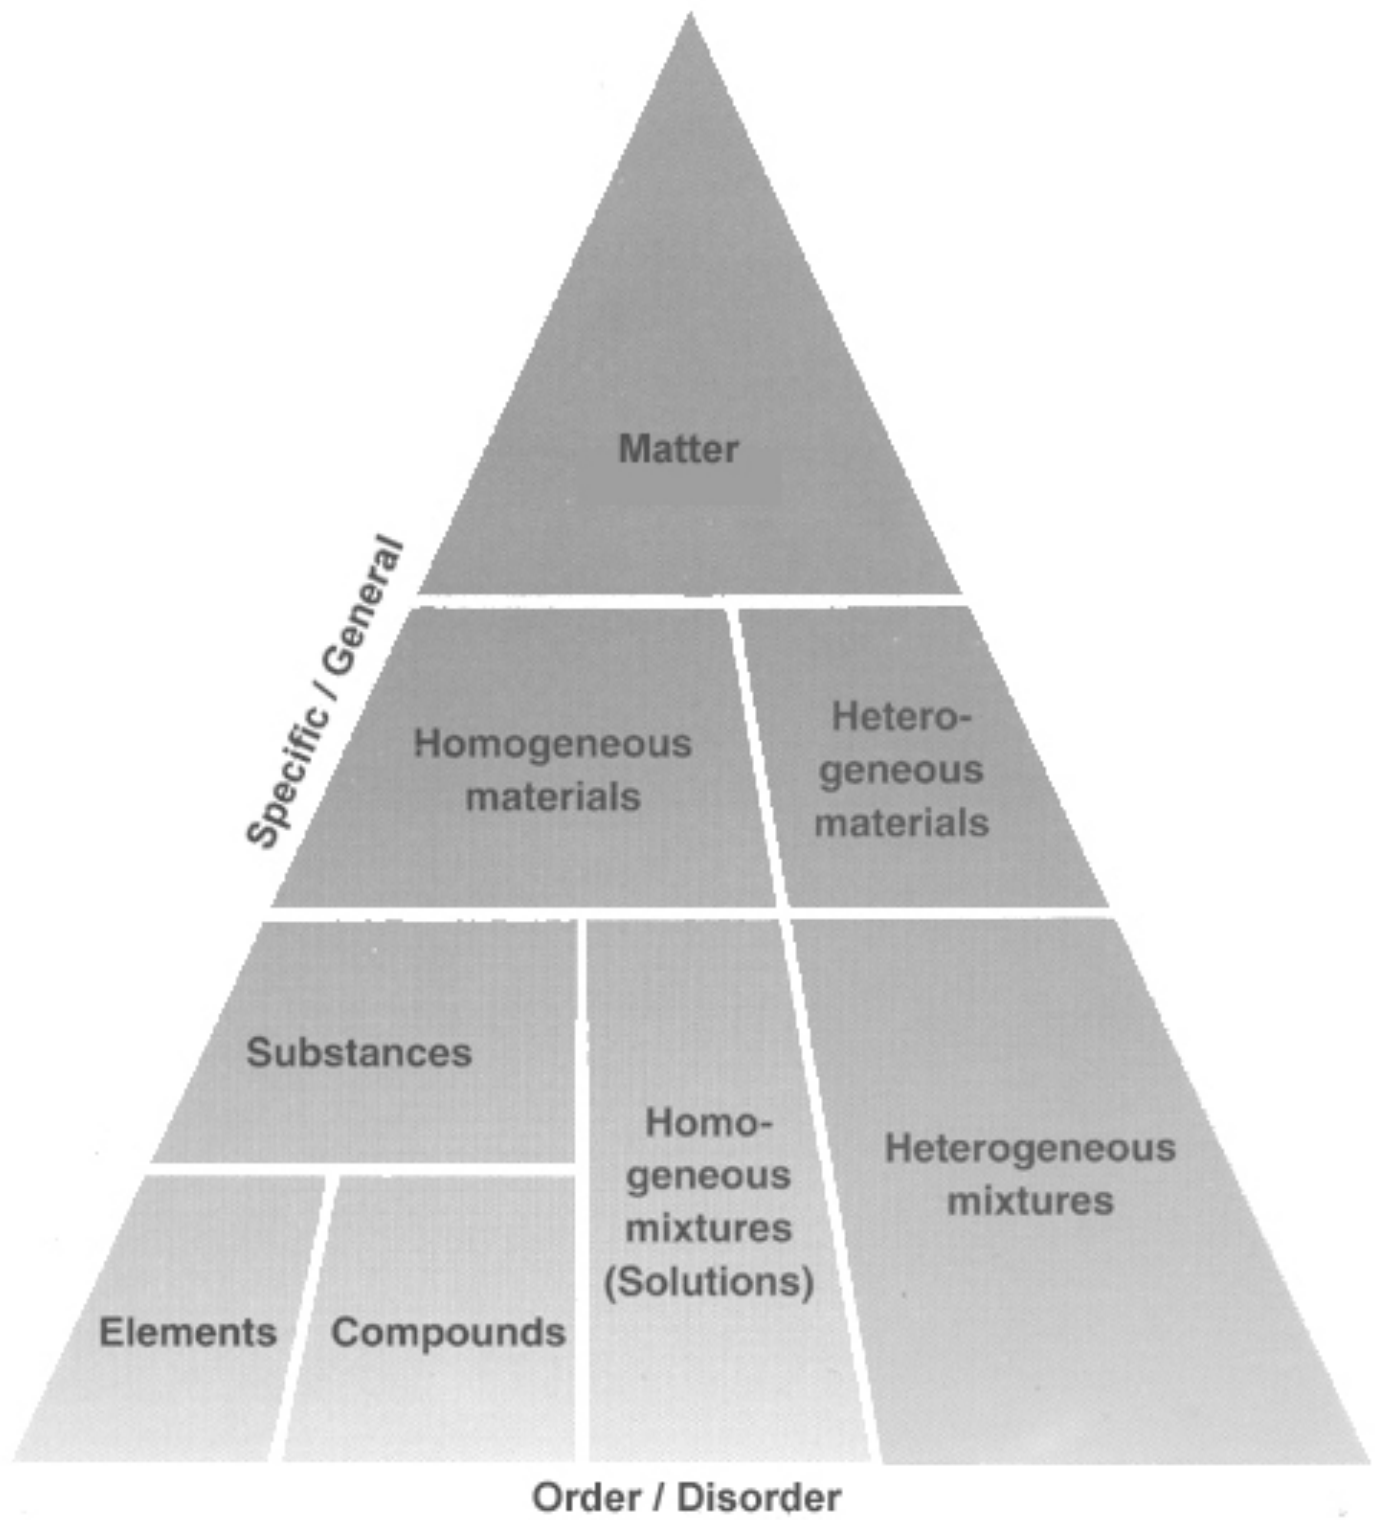 Matter
Specific / General
Homogeneous
materials
Hetero-
geneous
materials
Substances
Homo-
geneous
mixtures
(Solutions)
Heterogeneous
mixtures
Elements
Compounds
Order / Disorder